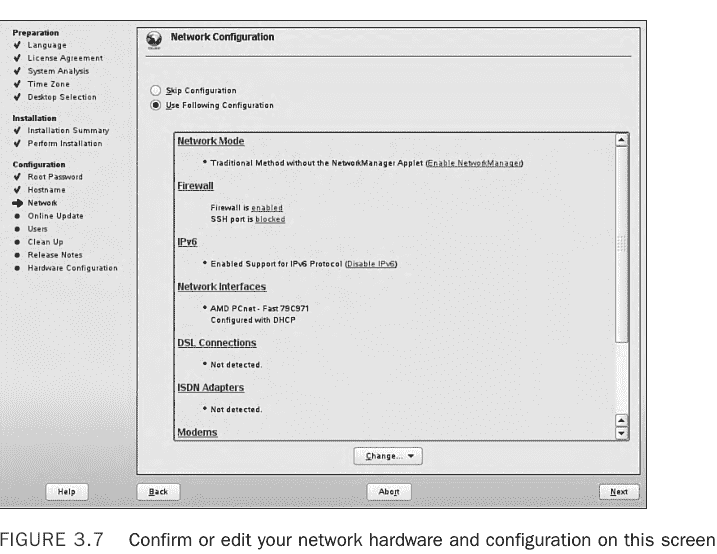 Preparation
Language
License Agreement
System Analysis
Time Zone
Desktop Selection
Installation
Installation Summary
Perform Installation
Configuration
Root Password
Hostname
Network
Online Update
Users
Clean Up
Release Notes
Hardware Configuration
Network Configuration
Skip Configuration
Use Following Configuration
Network Mode
• Traditional Method without the NetworkManager Applet (Enable NetworkManager)
Firewall
Firewall is enabled
SSH port is blocked
IPv6
• Enabled Support for IPv6 Protocol (Disable IPv6)
Network Interfaces
• AMD PCnet - Fast 79C971
Configured with DHCP
DSL Connections
• Not detected.
ISDN Adapters
• Not detected.
Modems
Change...
Help
Back
Abort
Next
FIGURE 3.7 Confirm or edit your network hardware and configuration on this screen